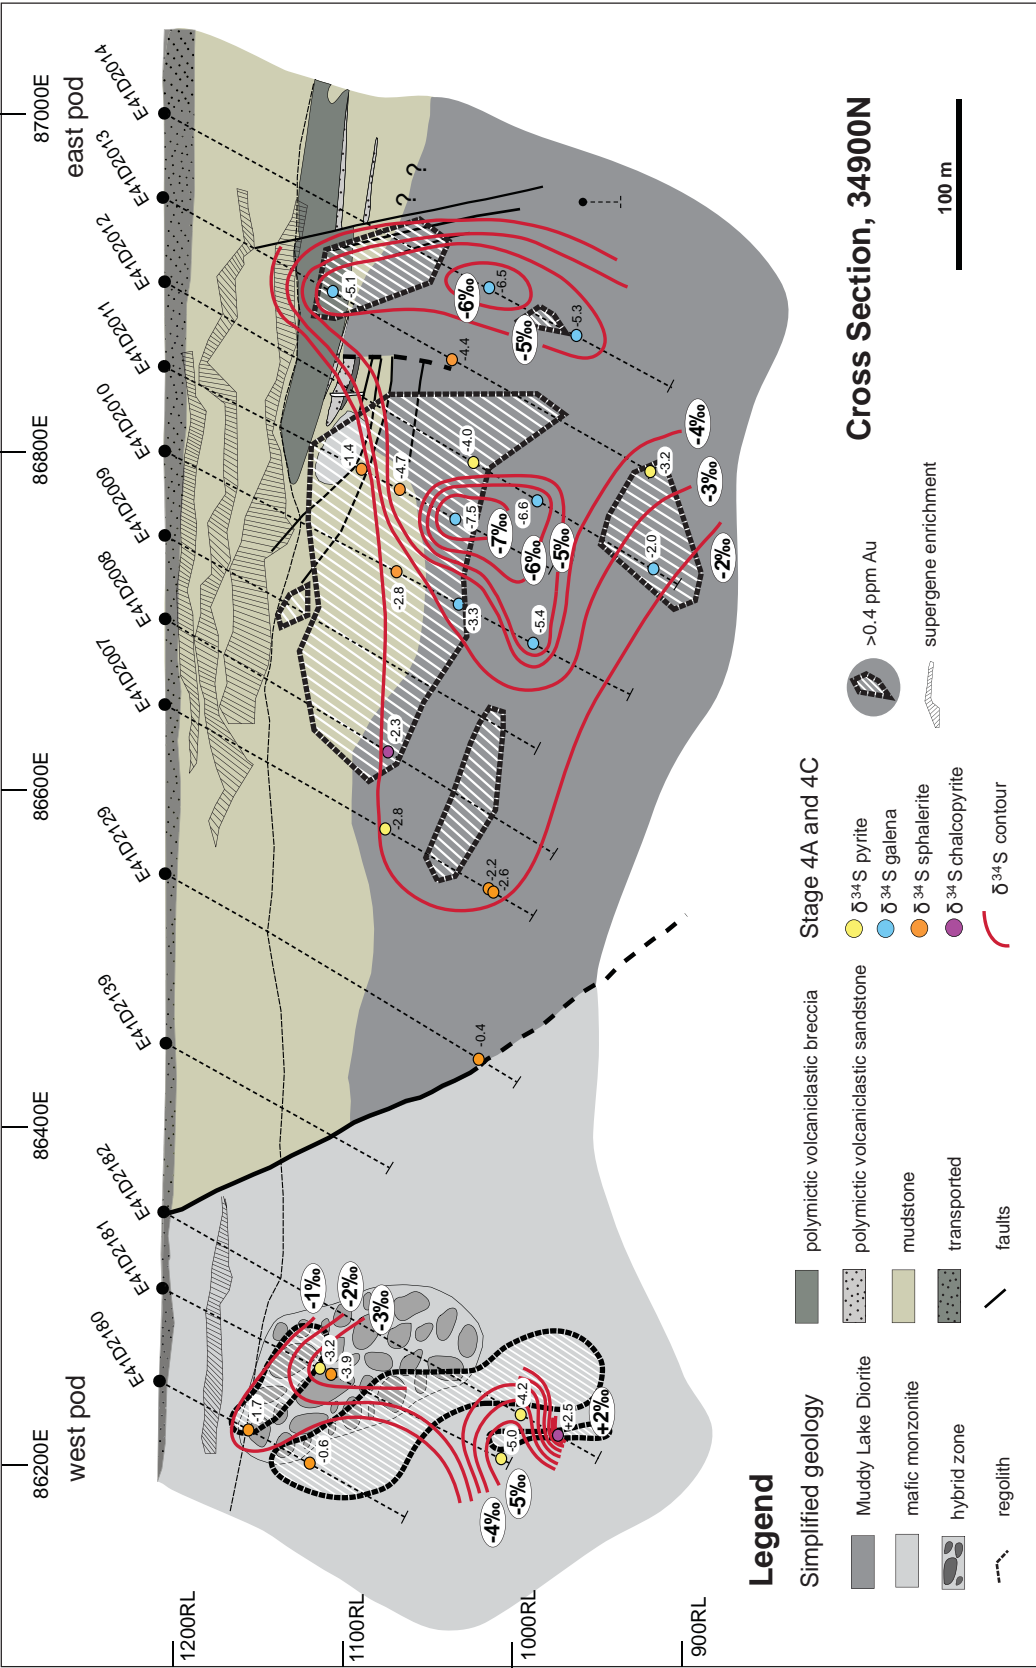 86200E
86400E
86600E
86800E
87000E
west pod
east pod
E41D2180
E41D2181
E41D2182
E41D2139
E41D2129
E41D2007
E41D2008
E41D2009
E41D2010
E41D2011
E41D2012
E41D2013
E41D2014
1200RL
1100RL
1000RL
900RL
-1.7
-0.6
-3.2
-3.9
-1‰
-2‰
-3‰
-4.2
-5.0
+2.5
+2‰
-4‰
-5‰
-0.4
-2.8
-2.2
-2.6
-2.3
-2.8
-3.3
-5.4
-1.4
-4.7
-4.0
-7.5
-6.6
-7‰
-6‰
-5‰
-3.2
-2.0
-4‰
-3‰
-2‰
-4.4
-5.1
-6.5
-5.3
-6‰
-5‰
? ?
Cross Section, 34900N
100 m
Legend
Simplified geology
Muddy Lake Diorite
mafic monzonite
hybrid zone
regolith
polymictic volcaniclastic breccia
polymictic volcaniclastic sandstone
mudstone
transported
faults
Stage 4A and 4C
δ³⁴S pyrite
δ³⁴S galena
δ³⁴S sphalerite
δ³⁴S chalcopyrite
δ³⁴S contour
>0.4 ppm Au
supergene enrichment